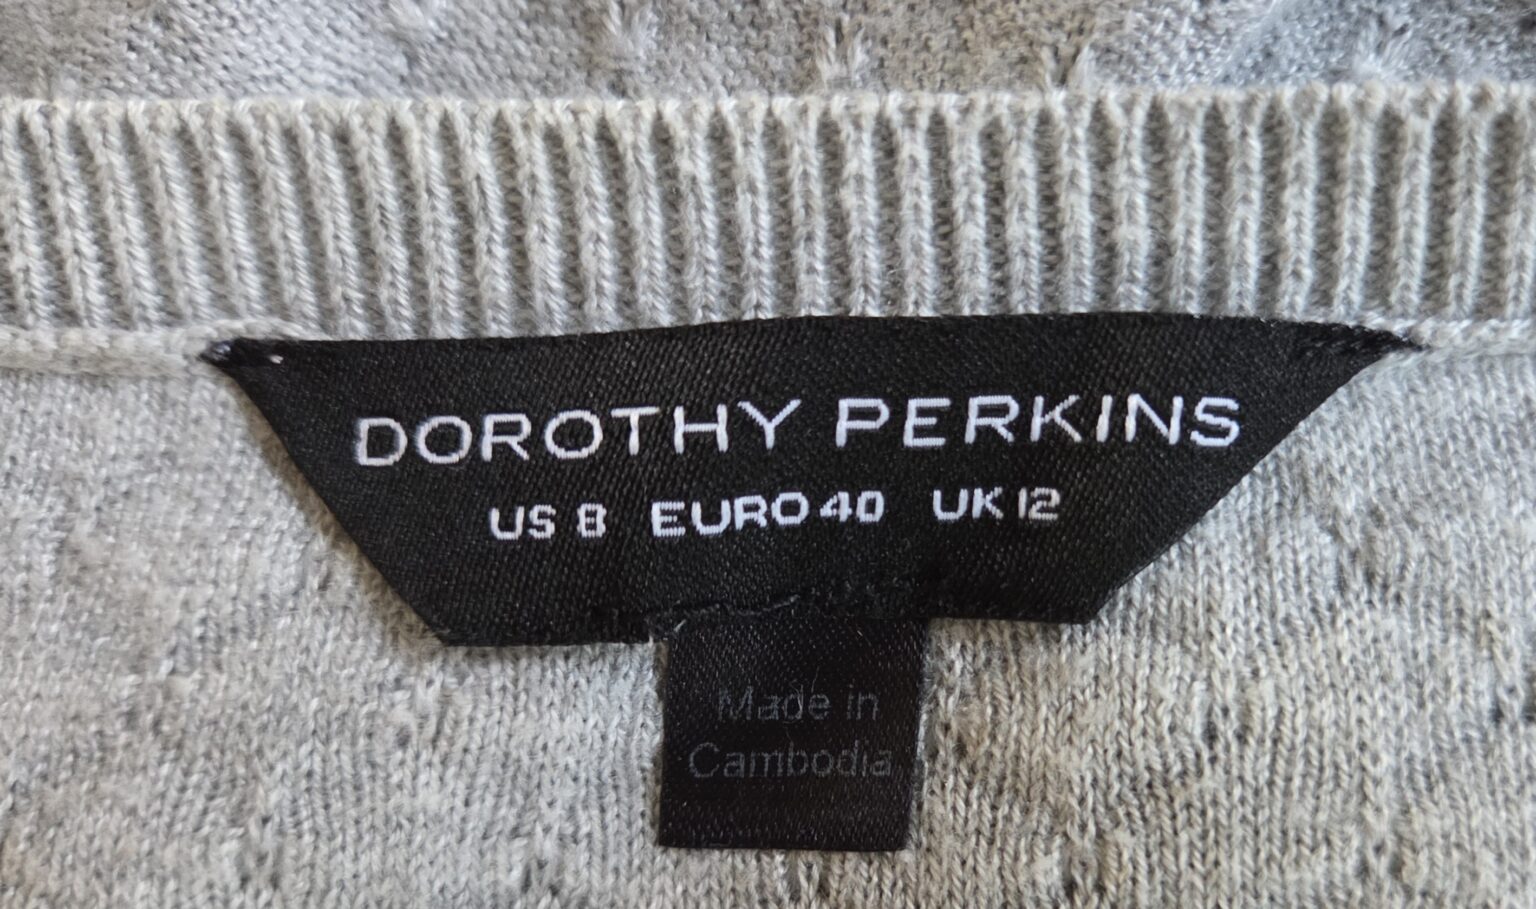 DOROTHY PERKINS
US 8 EURO 40 UK 12
Made in
Cambodia